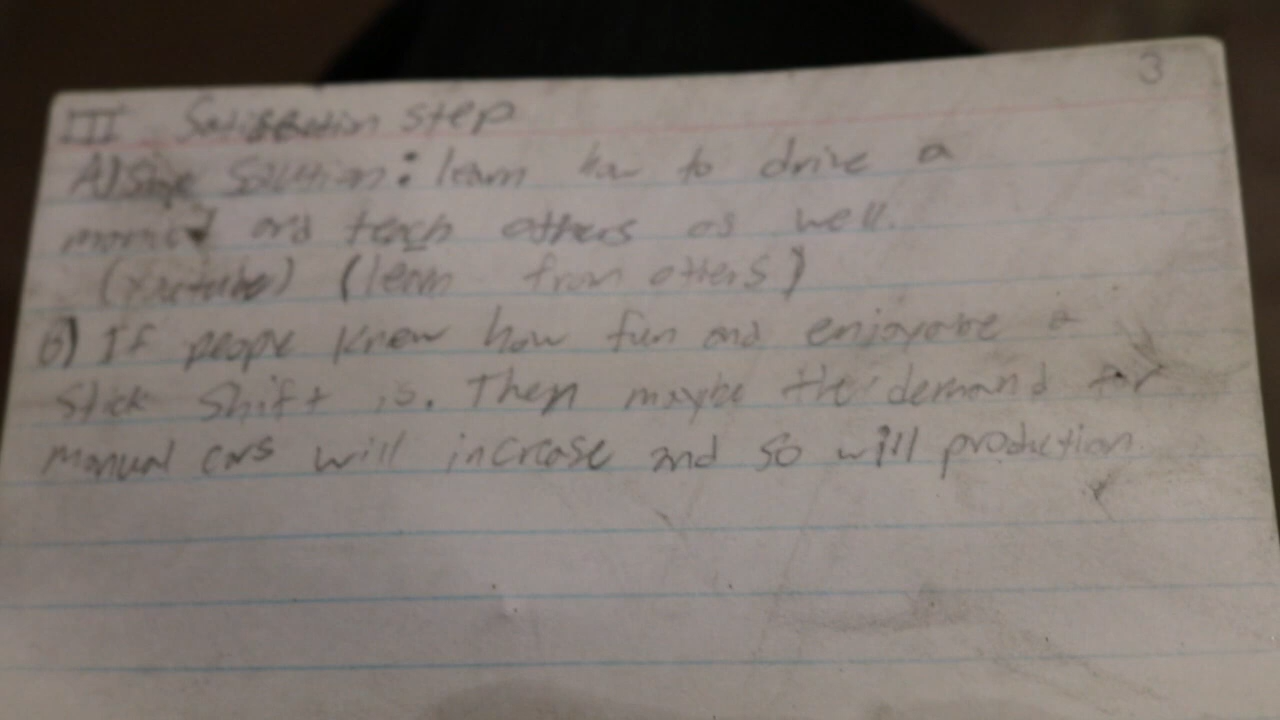 3
III Satisfaction step
A) Solution: learn how to drive a
manual and teach others as well.
(Youtube) (learn from others)
B) If people knew how fun and enjoyable a
Stick Shift is. Then maybe the demand for
manual cars will increase and so will production.